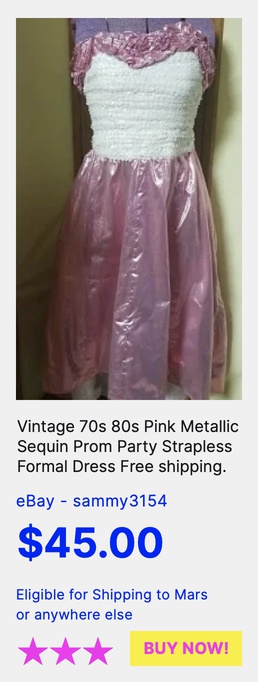 Vintage 70s 80s Pink Metallic
Sequin Prom Party Strapless
Formal Dress Free shipping.
eBay - sammy3154
$45.00
Eligible for Shipping to Mars
or anywhere else
BUY NOW!